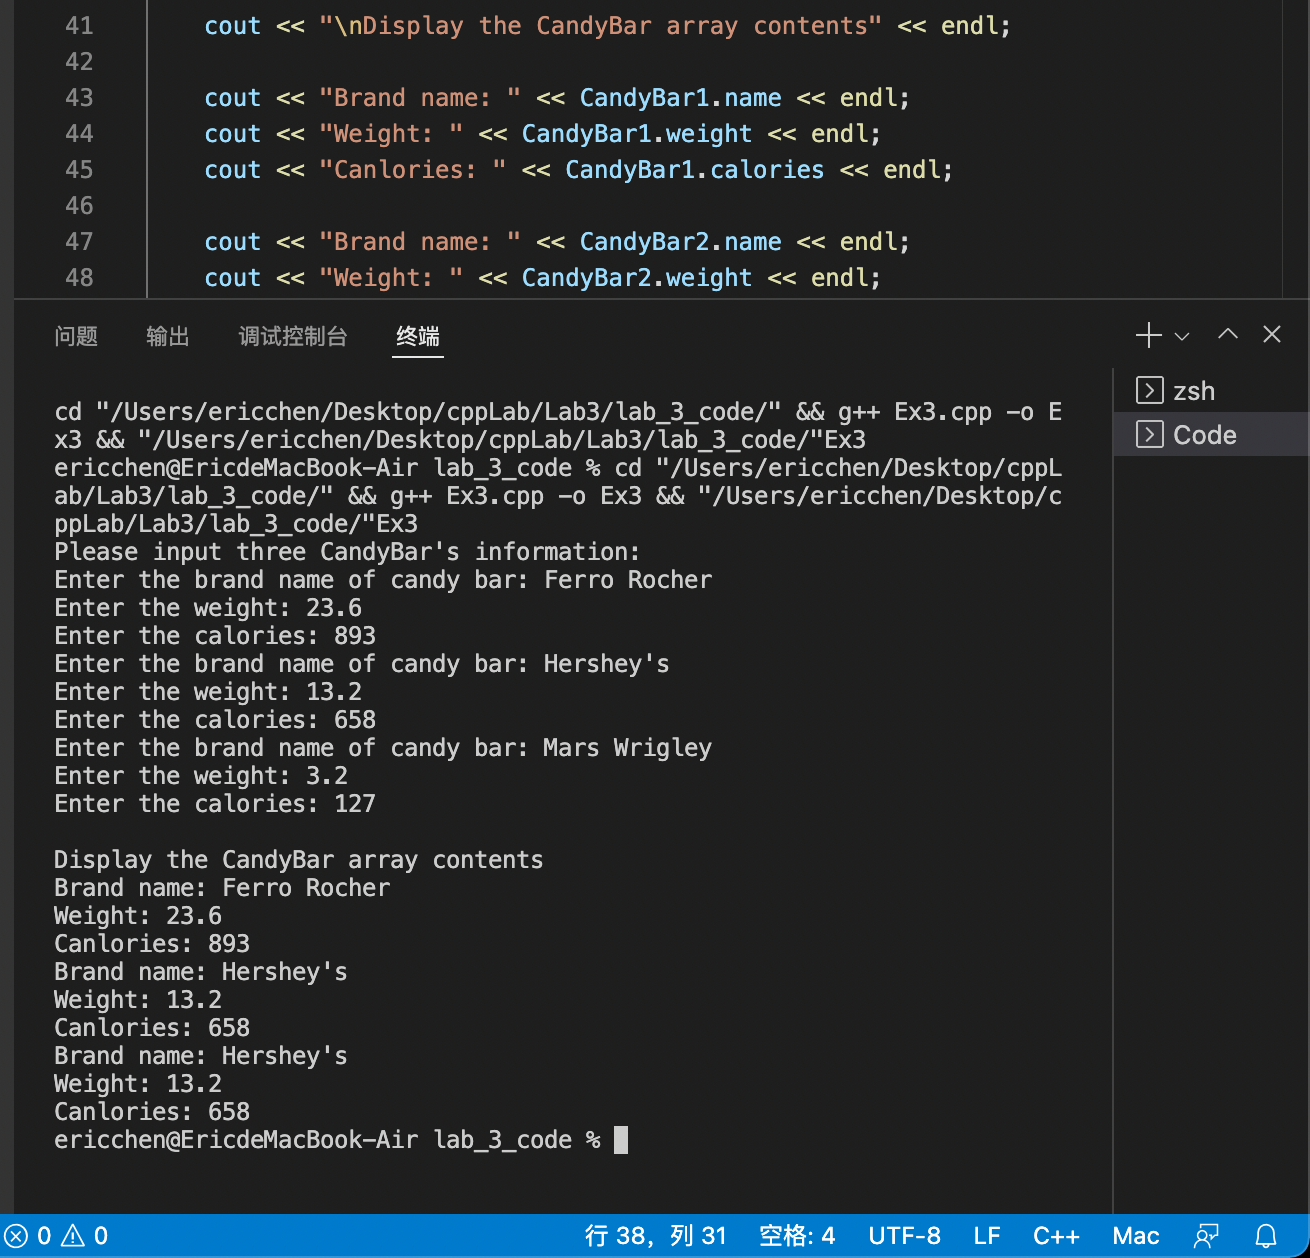 41 cout << "\nDisplay the CandyBar array contents" << endl;
42
43 cout << "Brand name: " << CandyBar1.name << endl;
44 cout << "Weight: " << CandyBar1.weight << endl;
45 cout << "Canlories: " << CandyBar1.calories << endl;
46
47 cout << "Brand name: " << CandyBar2.name << endl;
48 cout << "Weight: " << CandyBar2.weight << endl;
问题 输出 调试控制台 终端
zsh
Code
cd "/Users/ericchen/Desktop/cppLab/Lab3/lab_3_code/" && g++ Ex3.cpp -o E
x3 && "/Users/ericchen/Desktop/cppLab/Lab3/lab_3_code/"Ex3
ericchen@EricdeMacBook-Air lab_3_code % cd "/Users/ericchen/Desktop/cppL
ab/Lab3/lab_3_code/" && g++ Ex3.cpp -o Ex3 && "/Users/ericchen/Desktop/c
ppLab/Lab3/lab_3_code/"Ex3
Please input three CandyBar's information:
Enter the brand name of candy bar: Ferro Rocher
Enter the weight: 23.6
Enter the calories: 893
Enter the brand name of candy bar: Hershey's
Enter the weight: 13.2
Enter the calories: 658
Enter the brand name of candy bar: Mars Wrigley
Enter the weight: 3.2
Enter the calories: 127

Display the CandyBar array contents
Brand name: Ferro Rocher
Weight: 23.6
Canlories: 893
Brand name: Hershey's
Weight: 13.2
Canlories: 658
Brand name: Hershey's
Weight: 13.2
Canlories: 658
ericchen@EricdeMacBook-Air lab_3_code %
0 0 行 38，列 31 空格: 4 UTF-8 LF C++ Mac